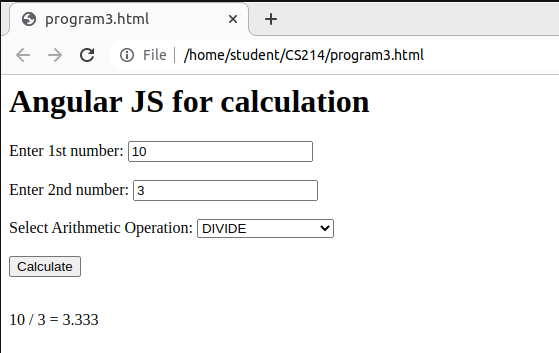 program3.html
File | /home/student/CS214/program3.html
Angular JS for calculation
Enter 1st number: 10
Enter 2nd number: 3
Select Arithmetic Operation: DIVIDE
Calculate
10 / 3 = 3.333